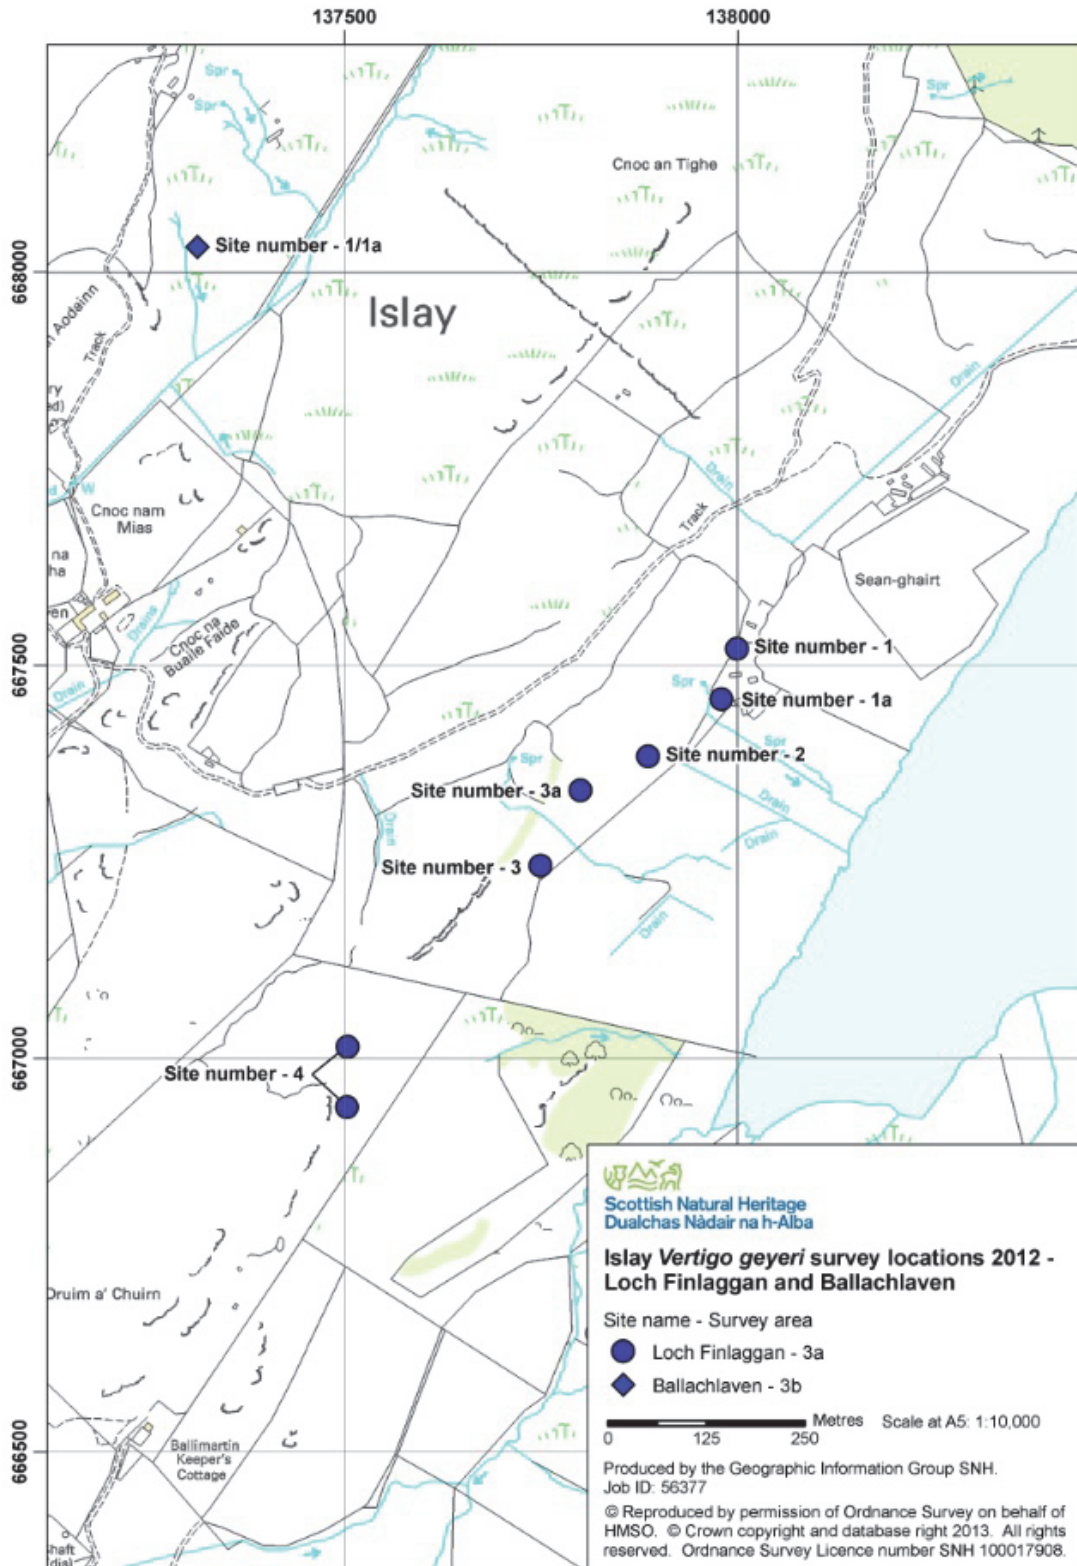 137500
138000
Spr
Spr
Spr
Cnoc an Tighe
Site number - 1/1a
668000
Islay
Aodainn
Track
Drain
W
Cnoc nam
Mias
Drain
Track
na
Sean-ghairt
Drains
Cnoc na
Buaile Faide
667500
Site number - 1
Drain
Spr
Site number - 1a
Spr
Site number - 2
Spr
Site number - 3a
Drain
Drain
Drain
Site number - 3
Drain
667000
Site number - 4
Druim a' Chuirn
Ballimartin
Keeper's
Cottage
666500
Scottish Natural Heritage
Dualchas Nàdair na h-Alba
Islay Vertigo geyeri survey locations 2012 -
Loch Finlaggan and Ballachlaven
Site name - Survey area
Loch Finlaggan - 3a
Ballachlaven - 3b
Metres Scale at A5: 1:10,000
0 125 250
Produced by the Geographic Information Group SNH.
Job ID: 56377
© Reproduced by permission of Ordnance Survey on behalf of
HMSO. © Crown copyright and database right 2013. All rights
reserved. Ordnance Survey Licence number SNH 100017908.